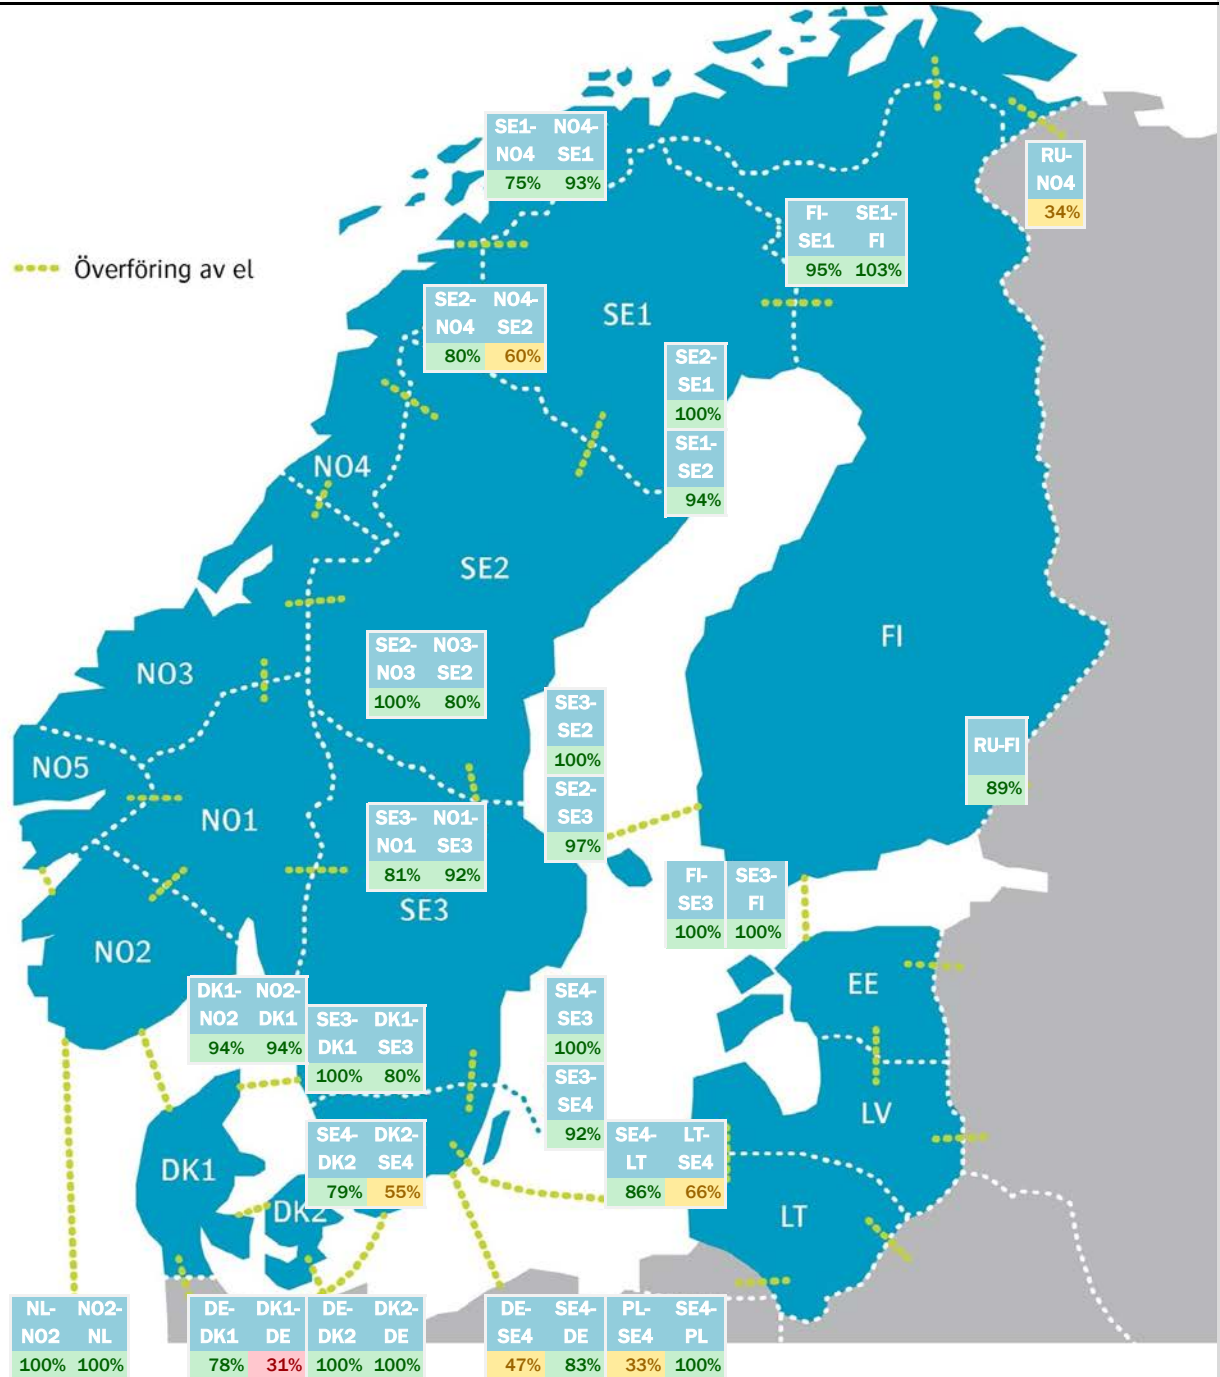 SE1- NO4-
NO4 SE1
75% 93%
RU-
NO4
34%
FI- SE1-
SE1 FI
95% 103%
Överföring av el
SE2- NO4-
NO4 SE2
80% 60%
SE1
SE2-
SE1
100%
SE1-
SE2
94%
NO4
SE2
FI
SE2- NO3-
NO3 SE2
100% 80%
NO3
SE3-
SE2
100%
SE2-
SE3
97%
RU-FI
89%
NO5
NO1
SE3- NO1-
NO1 SE3
81% 92%
SE3
FI- SE3-
SE3 FI
100% 100%
NO2
EE
DK1- NO2-
NO2 DK1
94% 94%
SE3- DK1-
DK1 SE3
100% 80%
SE4-
SE3
100%
SE3-
SE4
92%
LV
SE4- DK2-
DK2 SE4
79% 55%
SE4- LT-
LT SE4
86% 66%
DK1
DK2
LT
NL- NO2-
NO2 NL
100% 100%
DE- DK1- DE- DK2-
DK1 DE DK2 DE
78% 31% 100% 100%
DE- SE4- PL- SE4-
SE4 DE SE4 PL
47% 83% 33% 100%